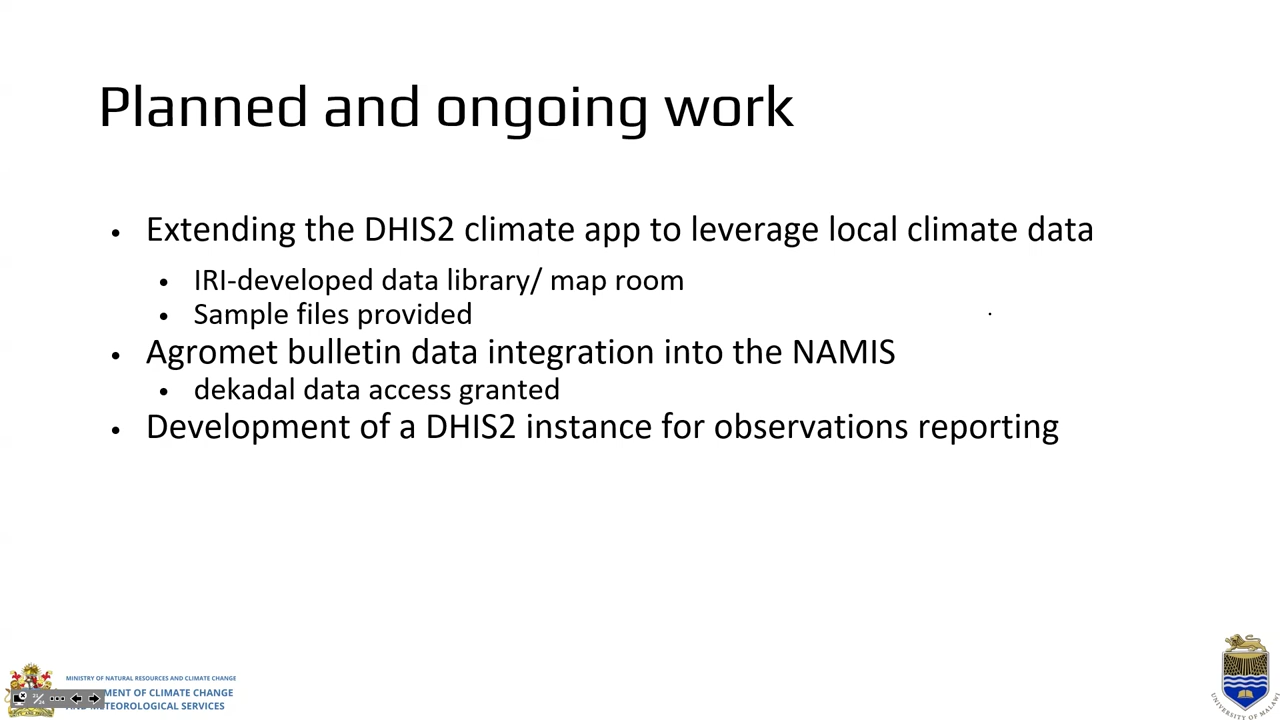 Planned and ongoing work
• Extending the DHIS2 climate app to leverage local climate data
• IRI-developed data library/ map room
• Sample files provided
• Agromet bulletin data integration into the NAMIS
• dekadal data access granted
• Development of a DHIS2 instance for observations reporting
MINISTRY OF NATURAL RESOURCES AND CLIMATE CHANGE
MENT OF CLIMATE CHANGE
METEOROLOGICAL SERVICES
UNIVERSITY OF MALAWI